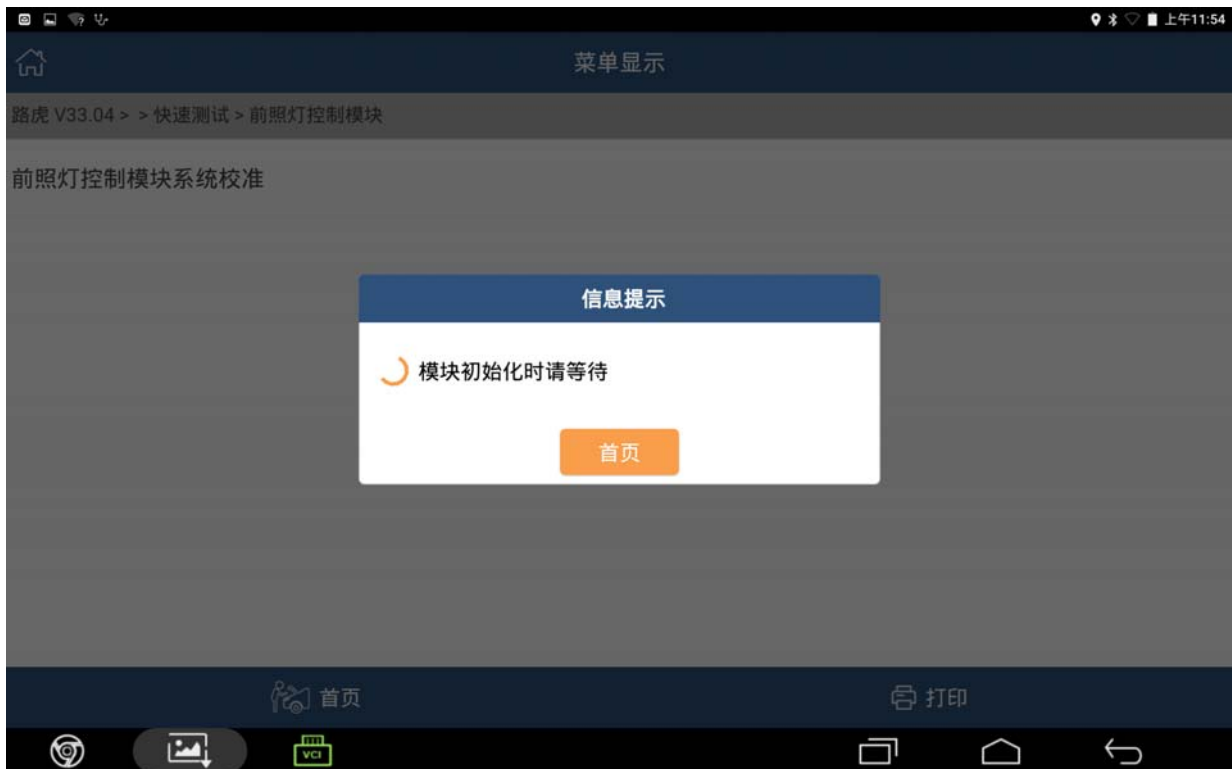 上午11:54
菜单显示
路虎 V33.04 > > 快速测试 > 前照灯控制模块
前照灯控制模块系统校准
信息提示
模块初始化时请等待
首页
首页
打印
VCI